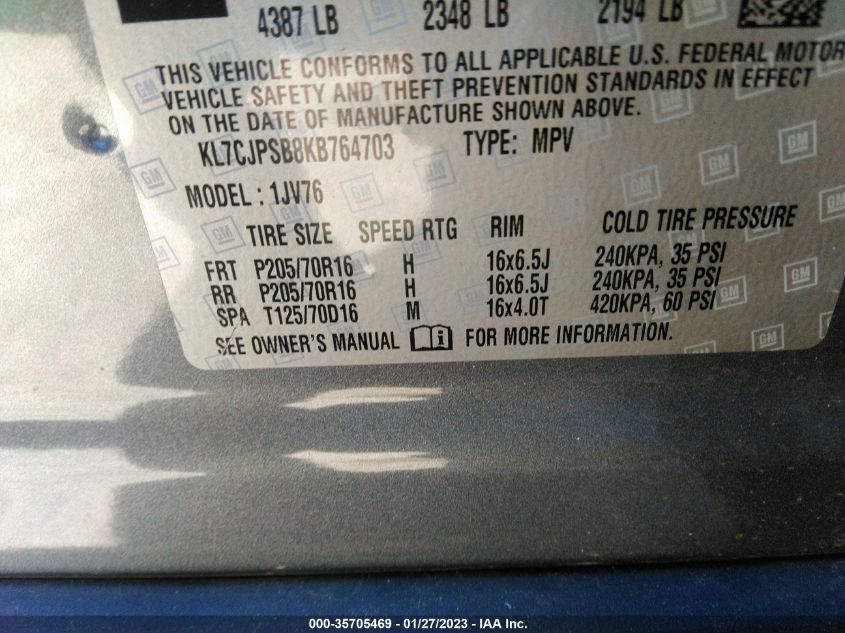 4387 LB 2348 LB 2194 LB
THIS VEHICLE CONFORMS TO ALL APPLICABLE U.S. FEDERAL MOTOR
VEHICLE SAFETY AND THEFT PREVENTION STANDARDS IN EFFECT
ON THE DATE OF MANUFACTURE SHOWN ABOVE.
KL7CJPSB8KB764703 TYPE: MPV
MODEL: 1JV76
TIRE SIZE SPEED RTG RIM COLD TIRE PRESSURE
FRT P205/70R16 H 16x6.5J 240KPA, 35 PSI
RR P205/70R16 H 16x6.5J 240KPA, 35 PSI
SPA T125/70D16 M 16x4.0T 420KPA, 60 PSI
SEE OWNER'S MANUAL i FOR MORE INFORMATION.
000-35705469 - 01/27/2023 - IAA Inc.